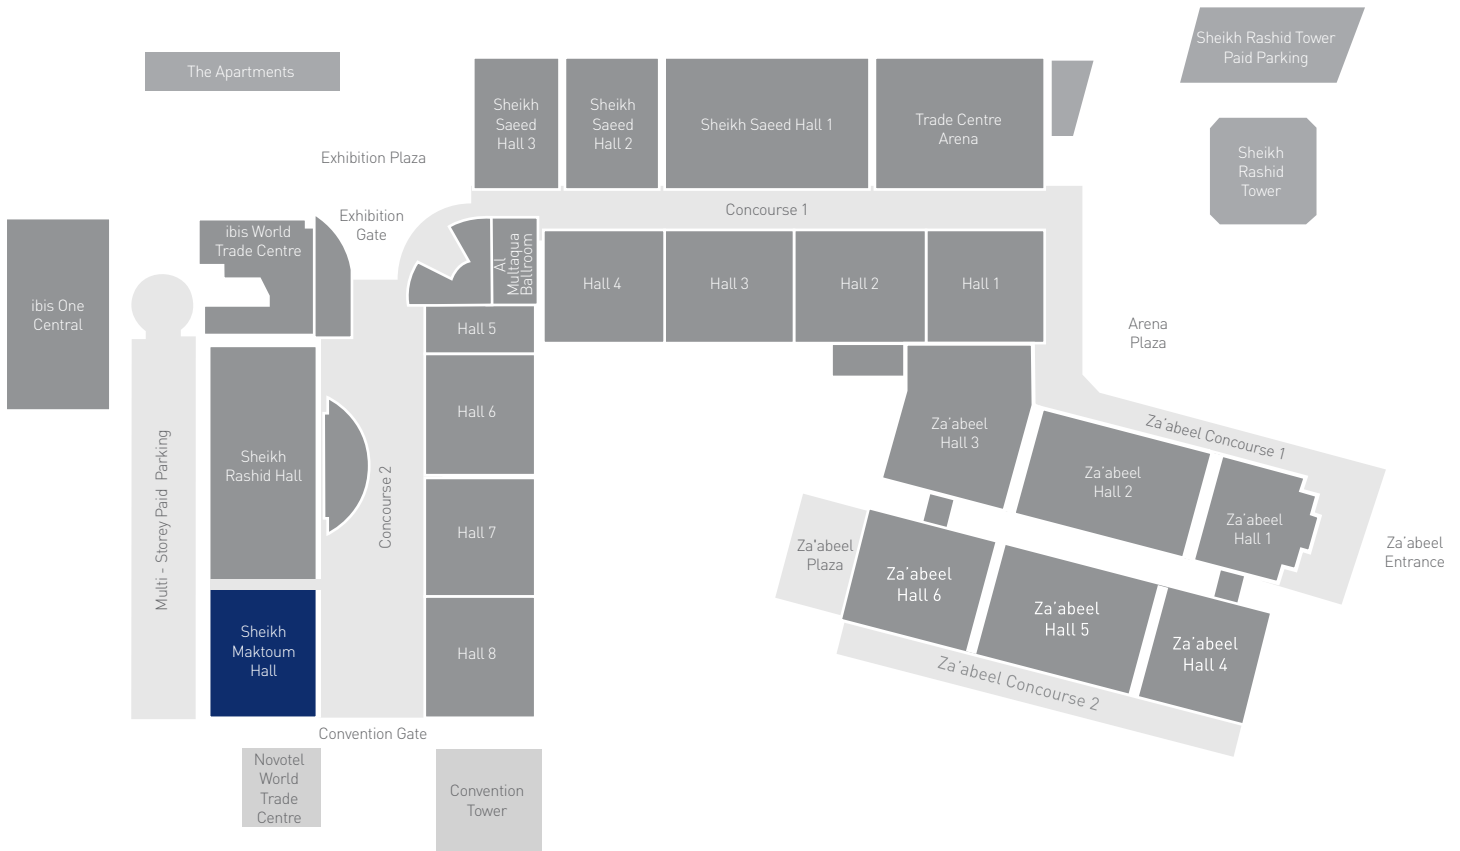 Sheikh Rashid Tower
Paid Parking
The Apartments
Sheikh
Saeed
Hall 3
Sheikh
Saeed
Hall 2
Sheikh Saeed Hall 1
Trade Centre
Arena
Sheikh
Rashid
Tower
Exhibition Plaza
Exhibition
Gate
Concourse 1
ibis World
Trade Centre
Al
Multaqua
Ballroom
Hall 4
Hall 3
Hall 2
Hall 1
ibis One
Central
Hall 5
Arena
Plaza
Hall 6
Za'abeel
Hall 3
Za'abeel Concourse 1
Sheikh
Rashid Hall
Multi - Storey Paid Parking
Concourse 2
Za'abeel
Hall 2
Za'abeel
Hall 1
Hall 7
Za'abeel
Plaza
Za'abeel
Entrance
Za'abeel
Hall 6
Za'abeel
Hall 5
Za'abeel
Hall 4
Sheikh
Maktoum
Hall
Hall 8
Za'abeel Concourse 2
Convention Gate
Novotel
World
Trade
Centre
Convention
Tower